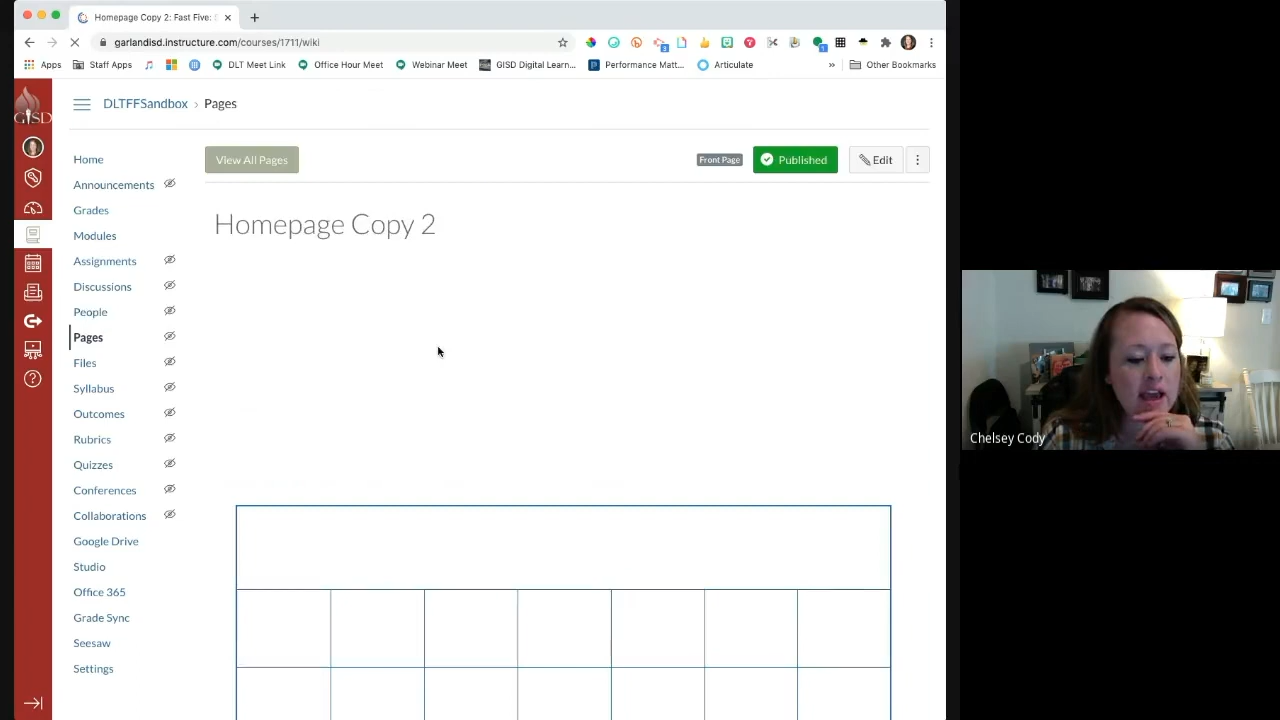 Homepage Copy 2: Fast Five:
garlandisd.instructure.com/courses/1711/wiki
Apps
Staff Apps
DLT Meet Link
Office Hour Meet
Webinar Meet
GISD Digital Learn...
Performance Matt...
Articulate
»
Other Bookmarks
GISD
DLTFFSandbox › Pages
View All Pages
Front Page
Published
Edit
Homepage Copy 2
Home
Announcements
Grades
Modules
Assignments
Discussions
People
Pages
Files
Syllabus
Outcomes
Rubrics
Quizzes
Conferences
Collaborations
Google Drive
Studio
Office 365
Grade Sync
Seesaw
Settings
Chelsey Cody